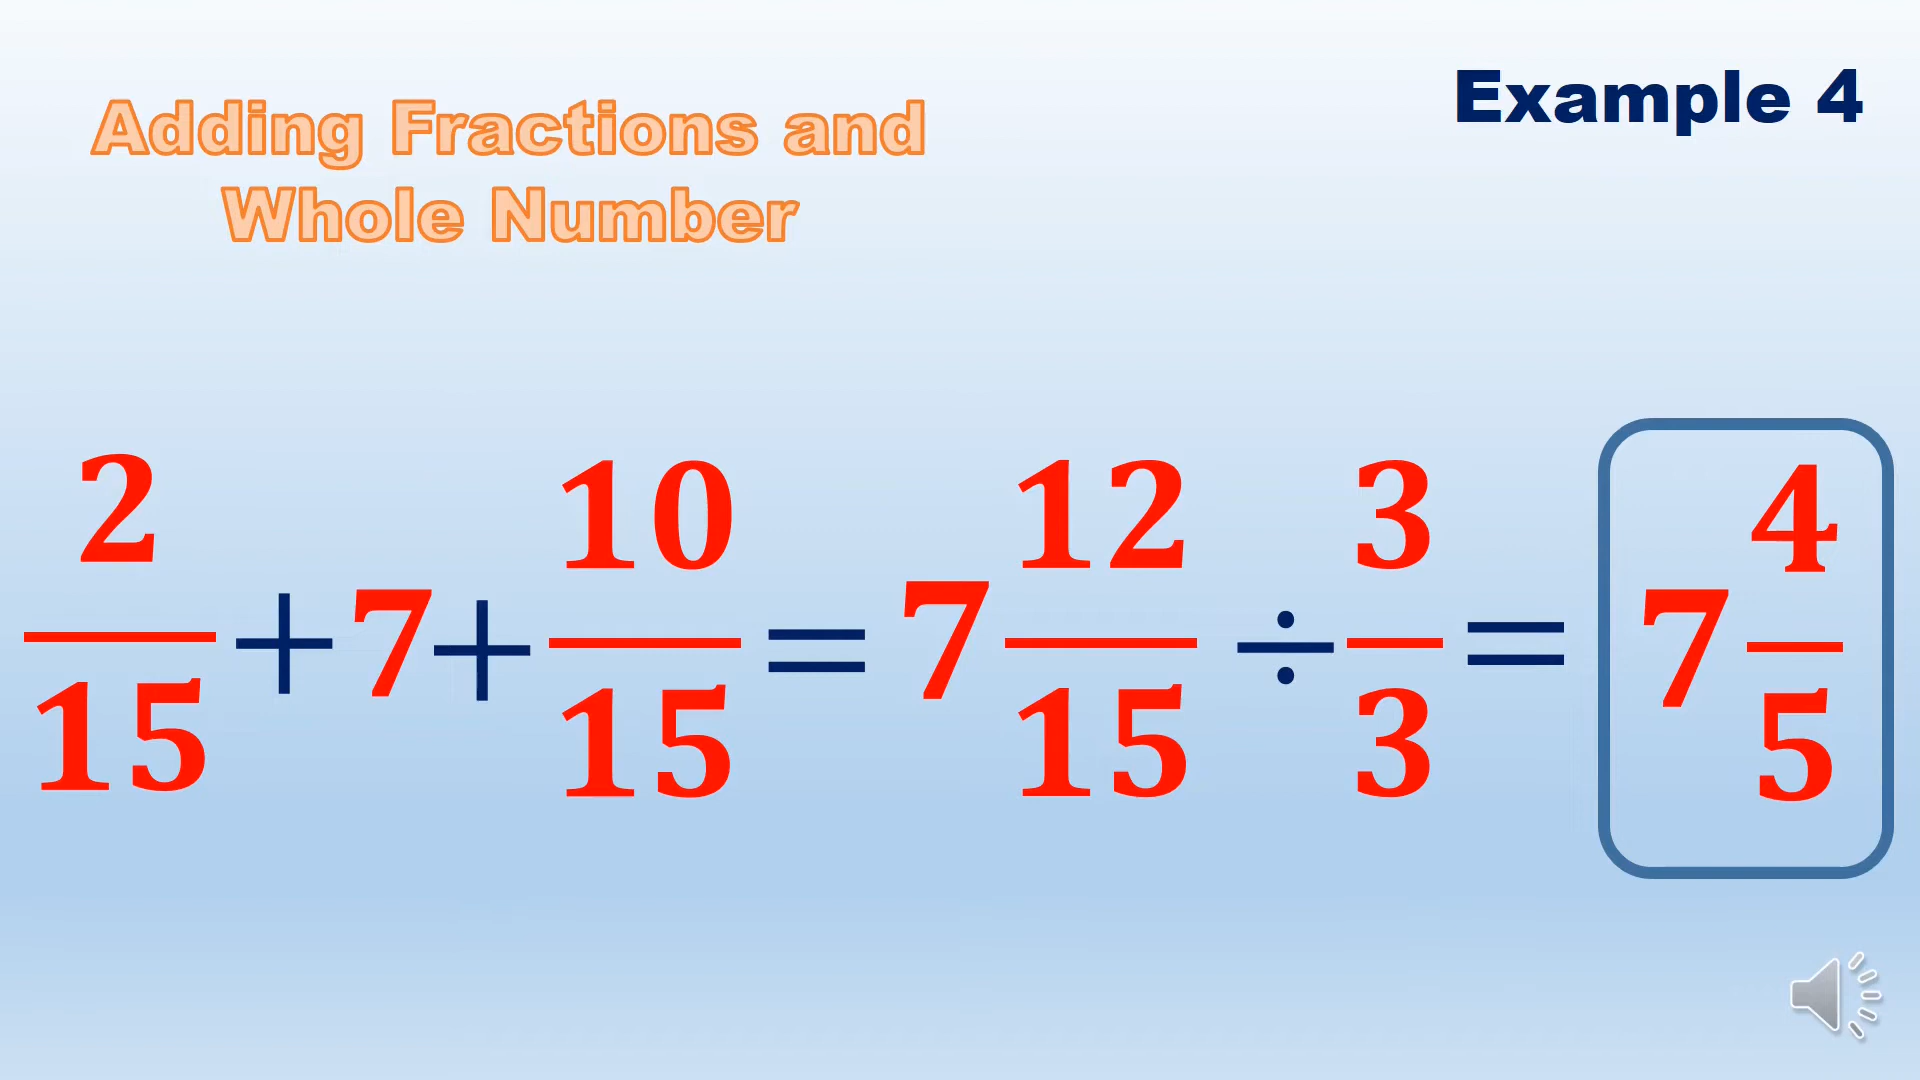 Example 4
Adding Fractions and
Whole Number
2/15 + 7 + 10/15 = 7 12/15 ÷ 3/3 = 7 4/5